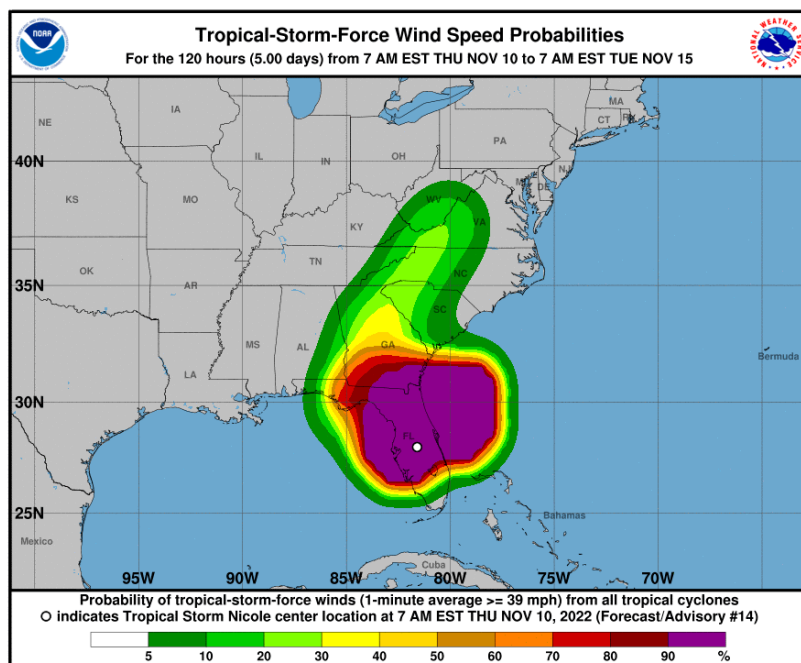 Tropical-Storm-Force Wind Speed Probabilities
For the 120 hours (5.00 days) from 7 AM EST THU NOV 10 to 7 AM EST TUE NOV 15
NOAA
NATIONAL WEATHER SERVICE
NE
IA
IL
IN
OH
PA
MA
CT
RI
NJ
DE
40N
KS
MO
KY
WV
VA
OK
AR
TN
NC
35N
MS
AL
GA
SC
Bermuda
LA
30N
FL
25N
Mexico
Bahamas
Cuba
95W 90W 85W 80W 75W 70W
Probability of tropical-storm-force winds (1-minute average >= 39 mph) from all tropical cyclones
O indicates Tropical Storm Nicole center location at 7 AM EST THU NOV 10, 2022 (Forecast/Advisory #14)
5 10 20 30 40 50 60 70 80 90 %